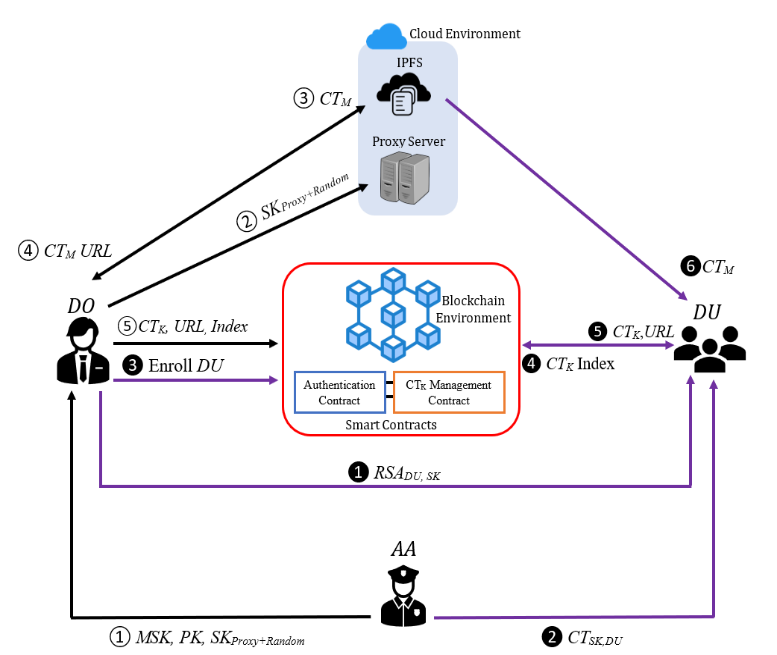 Cloud Environment
IPFS
③ CT_M
Proxy Server
② SK_Proxy+Random
④ CT_M URL
❻ CT_M
DO
DU
Blockchain
Environment
⑤ CT_K, URL, Index
❺ CT_K,URL
❸ Enroll DU
❹ CT_K Index
Authentication
Contract
CT_K Management
Contract
Smart Contracts
❶ RSA_DU, SK
AA
① MSK, PK, SK_Proxy+Random
❷ CT_SK,DU